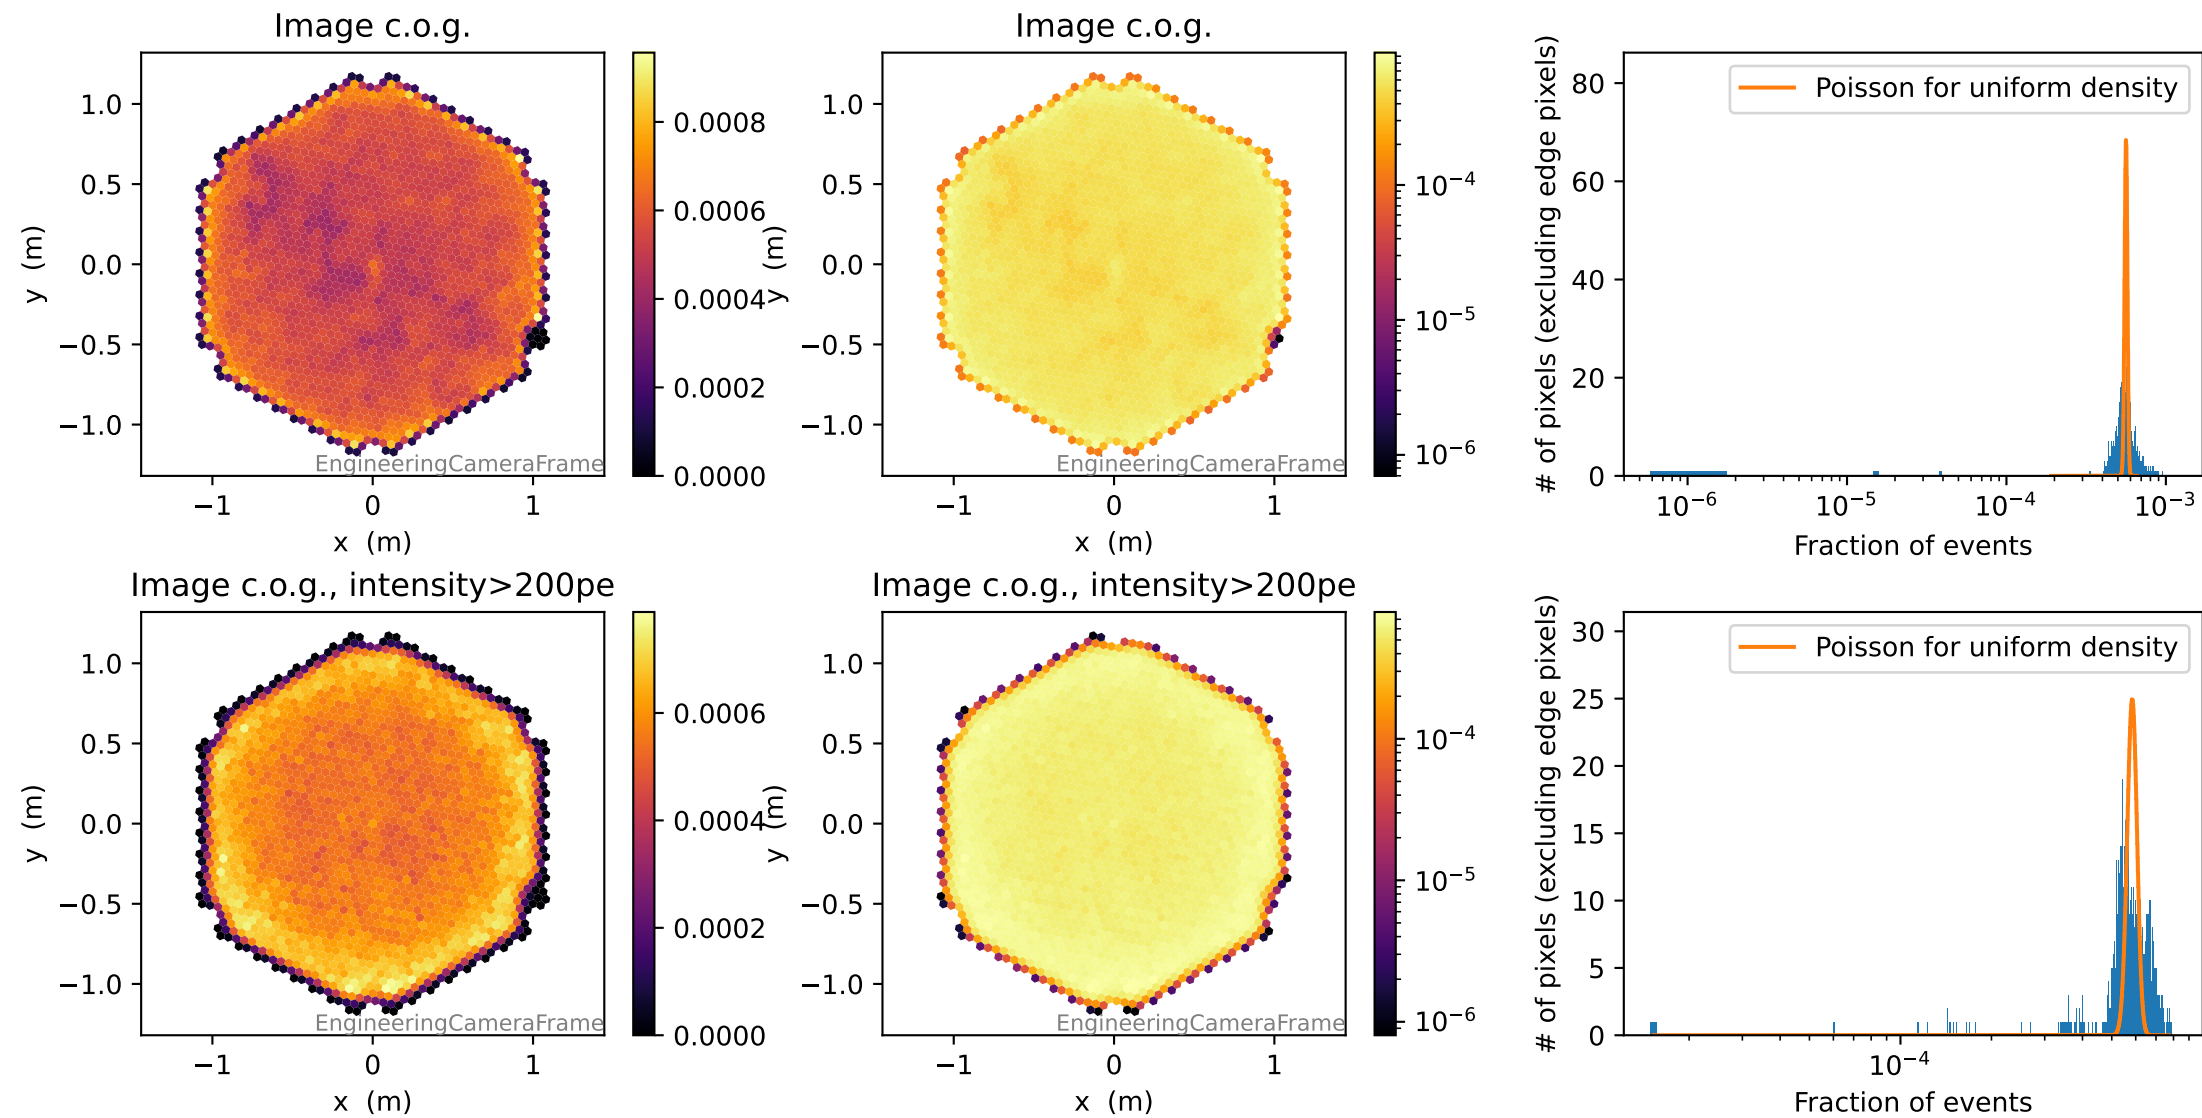 Image c.o.g.
1.0
0.5
0.0
−0.5
−1.0
y (m)
−1
0
1
x (m)
EngineeringCameraFrame
0.0008
0.0006
0.0004
0.0002
0.0000
Image c.o.g.
1.0
0.5
0.0
−0.5
−1.0
y (m)
−1
0
1
x (m)
EngineeringCameraFrame
10⁻⁴
10⁻⁵
10⁻⁶
# of pixels (excluding edge pixels)
80
60
40
20
0
Poisson for uniform density
10⁻⁶
10⁻⁵
10⁻⁴
10⁻³
Fraction of events
Image c.o.g., intensity>200pe
1.0
0.5
0.0
−0.5
−1.0
y (m)
−1
0
1
x (m)
EngineeringCameraFrame
0.0006
0.0004
0.0002
0.0000
Image c.o.g., intensity>200pe
1.0
0.5
0.0
−0.5
−1.0
y (m)
−1
0
1
x (m)
EngineeringCameraFrame
10⁻⁴
10⁻⁵
10⁻⁶
# of pixels (excluding edge pixels)
30
25
20
15
10
5
0
Poisson for uniform density
10⁻⁴
Fraction of events